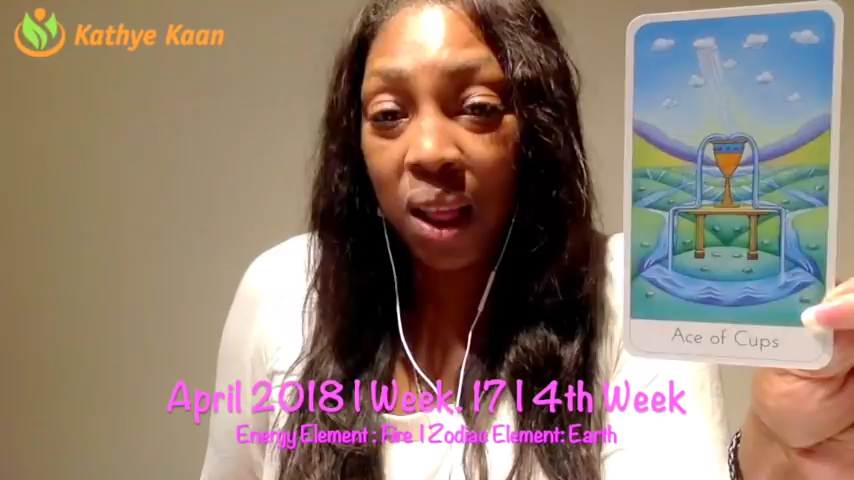 Kathye Kaan
Ace of Cups
April 2018 | Week. 17 | 4th Week
Energy Element : Fire | Zodiac Element: Earth